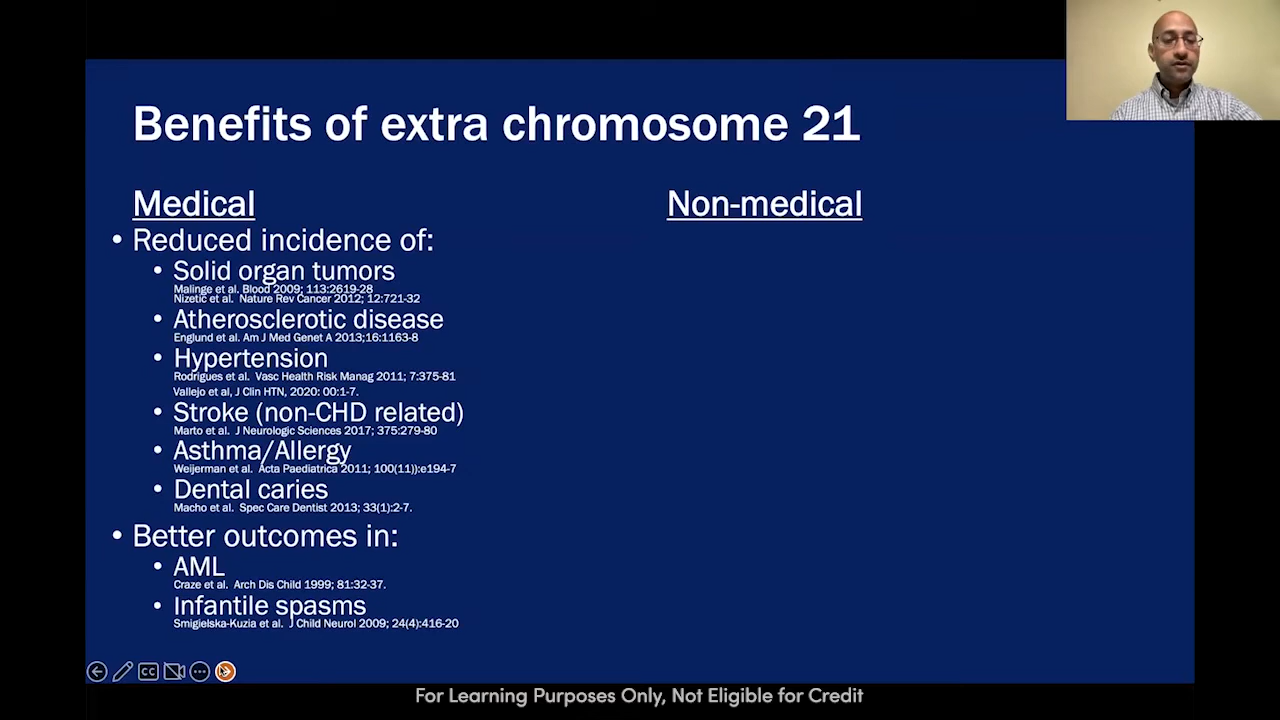 Benefits of extra chromosome 21
Medical
• Reduced incidence of:
• Solid organ tumors
Malinge et al. Blood 2009; 113:2619-28
Nizetic et al. Nature Rev Cancer 2012; 12:721-32
• Atherosclerotic disease
Englund et al. Am J Med Genet A 2013;16:1163-8
• Hypertension
Rodrigues et al. Vasc Health Risk Manag 2011; 7:375-81
Vallejo et al, J Clin HTN, 2020: 00:1-7.
• Stroke (non-CHD related)
Marto et al. J Neurologic Sciences 2017; 375:279-80
• Asthma/Allergy
Weijerman et al. Acta Paediatrica 2011; 100(11)):e194-7
• Dental caries
Macho et al. Spec Care Dentist 2013; 33(1):2-7.
• Better outcomes in:
• AML
Craze et al. Arch Dis Child 1999; 81:32-37.
• Infantile spasms
Smigielska-Kuzia et al. J Child Neurol 2009; 24(4):416-20
Non-medical
CC
For Learning Purposes Only, Not Eligible for Credit